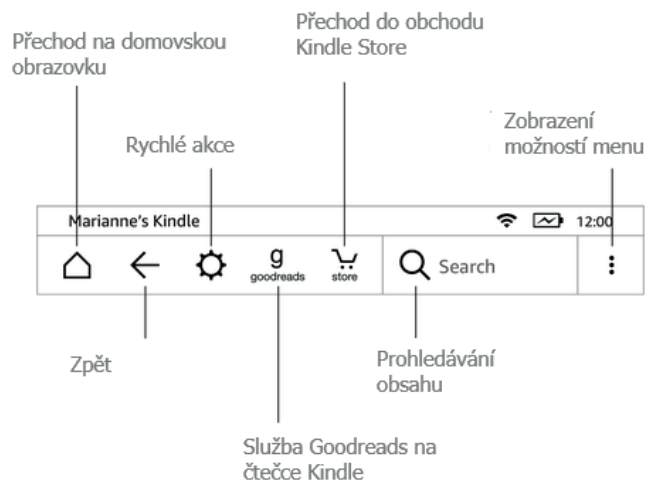 Přechod do obchodu
Kindle Store
Přechod na domovskou
obrazovku
Zobrazení
možností menu
Rychlé akce
Marianne's Kindle
12:00
g
goodreads
store
Search
Zpět
Prohledávání
obsahu
Služba Goodreads na
čtečce Kindle